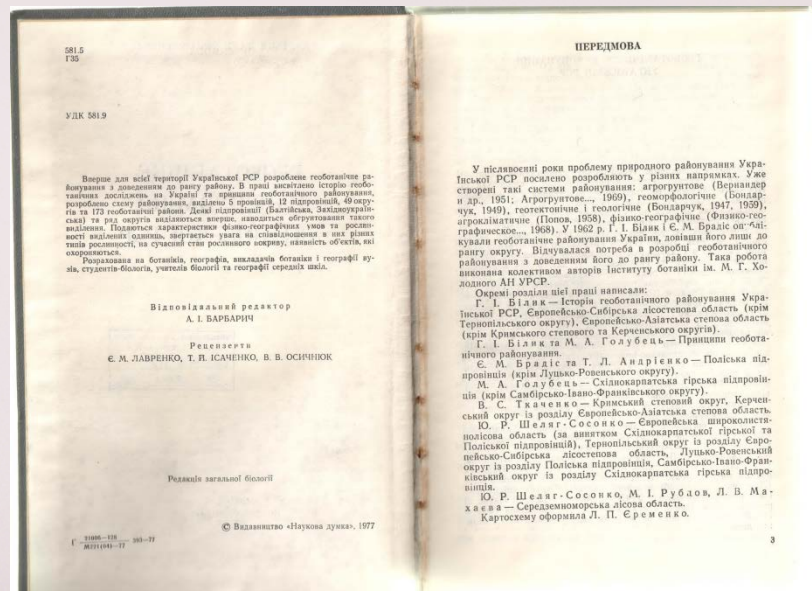 581.5
Г35
УДК 581.9
Вперше для всієї території Української РСР розроблене геоботанічне ра-
йонування з доведенням до рангу району. В праці висвітлено історію геобо-
танічних досліджень на Україні та принципи геоботанічного районування,
розроблено схему районування, виділено 5 провінцій, 12 підпровінцій, 49 окру-
гів та 173 геоботанічні райони. Деякі підпровінції (Балтійська, Західноукраїн-
ська) та ряд округів виділяються вперше, наводиться обґрунтування такого
виділення. Подаються характеристики фізико-географічних умов та рослин-
ності виділених одиниць, звертається увага на співвідношення в них різних
типів рослинності, на сучасний стан рослинного покриву, наявність об'єктів, які
охороняються.
Розрахована на ботаніків, географів, викладачів ботаніки і географії ву-
зів, студентів-біологів, учителів біології та географії середніх шкіл.
Відповідальний редактор
А. І. БАРБАРИЧ
Рецензенти
Є. М. ЛАВРЕНКО, Т. Й. ІСАЧЕНКО, В. В. ОСИЧНЮК
Редакція загальної біології
© Видавництво «Наукова думка», 1977
ПЕРЕДМОВА
У післявоєнні роки проблему природного районування Укра-
їнської РСР посилено розробляють у різних напрямках. Уже
створені такі системи районування: агрогрунтове (Вернандер
и др., 1951; Агрогрунтове..., 1969), геоморфологічне (Бондар-
чук, 1949), геотектонічне і геологічне (Бондарчук, 1947, 1959),
агрокліматичне (Попов, 1958), фізико-географічне (Физико-гео-
графическое..., 1968). У 1962 р. Г. І. Білик і Є. М. Брадіс опублі-
кували геоботанічне районування України, довівши його лише до
рангу округу. Відчувалася потреба в розробці геоботанічного
районування з доведенням його до рангу району. Така робота
виконана колективом авторів Інституту ботаніки ім. М. Г. Хо-
лодного АН УРСР.
Окремі розділи цієї праці написали:
Г. І. Білик — Історія геоботанічного районування Укра-
їнської РСР, Європейсько-Сибірська лісостепова область (крім
Тернопільського округу), Європейсько-Азіатська степова область
(крім Кримського степового та Керченського округів).
Г. І. Білик та М. А. Голубець — Принципи геобота-
нічного районування.
Є. М. Брадіс та Т. Л. Андрієнко — Поліська під-
провінція (крім Луцько-Ровенського округу).
М. А. Голубець — Східнокарпатська гірська підпровін-
ція (крім Самбірсько-Івано-Франківського округу).
В. С. Ткаченко — Кримський степовий округ, Керчен-
ський округ із розділу Європейсько-Азіатська степова область.
Ю. Р. Шеляг-Сосонко — Європейська широколистя-
нолісова область (за винятком Східнокарпатської гірської та
Поліської підпровінцій), Тернопільський округ із розділу Євро-
пейсько-Сибірська лісостепова область, Луцько-Ровенський
округ із розділу Поліська підпровінція, Самбірсько-Івано-Фран-
ківський округ із розділу Східнокарпатська гірська підпро-
вінція.
Ю. Р. Шеляг-Сосонко, М. І. Рубцов, Л. В. Ма-
хаєва — Середземноморська лісова область.
Картосхему оформила Л. П. Єременко.
3